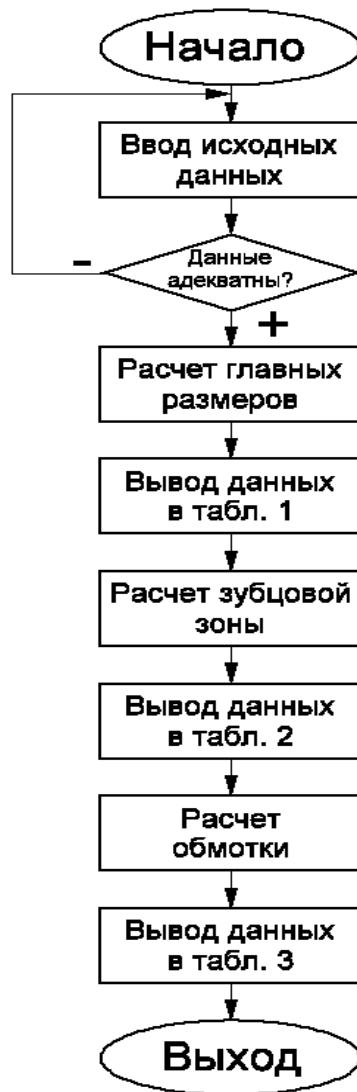 Начало
Ввод исходных
данных
Данные
адекватны?
-
+
Расчет главных
размеров
Вывод данных
в табл. 1
Расчет зубцовой
зоны
Вывод данных
в табл. 2
Расчет
обмотки
Вывод данных
в табл. 3
Выход